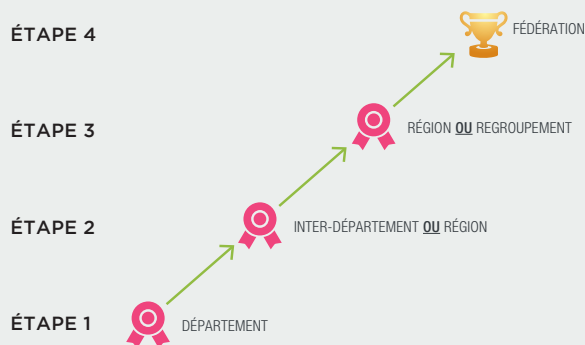 ÉTAPE 4
FÉDÉRATION
ÉTAPE 3
RÉGION OU REGROUPEMENT
ÉTAPE 2
INTER-DÉPARTEMENT OU RÉGION
ÉTAPE 1
DÉPARTEMENT